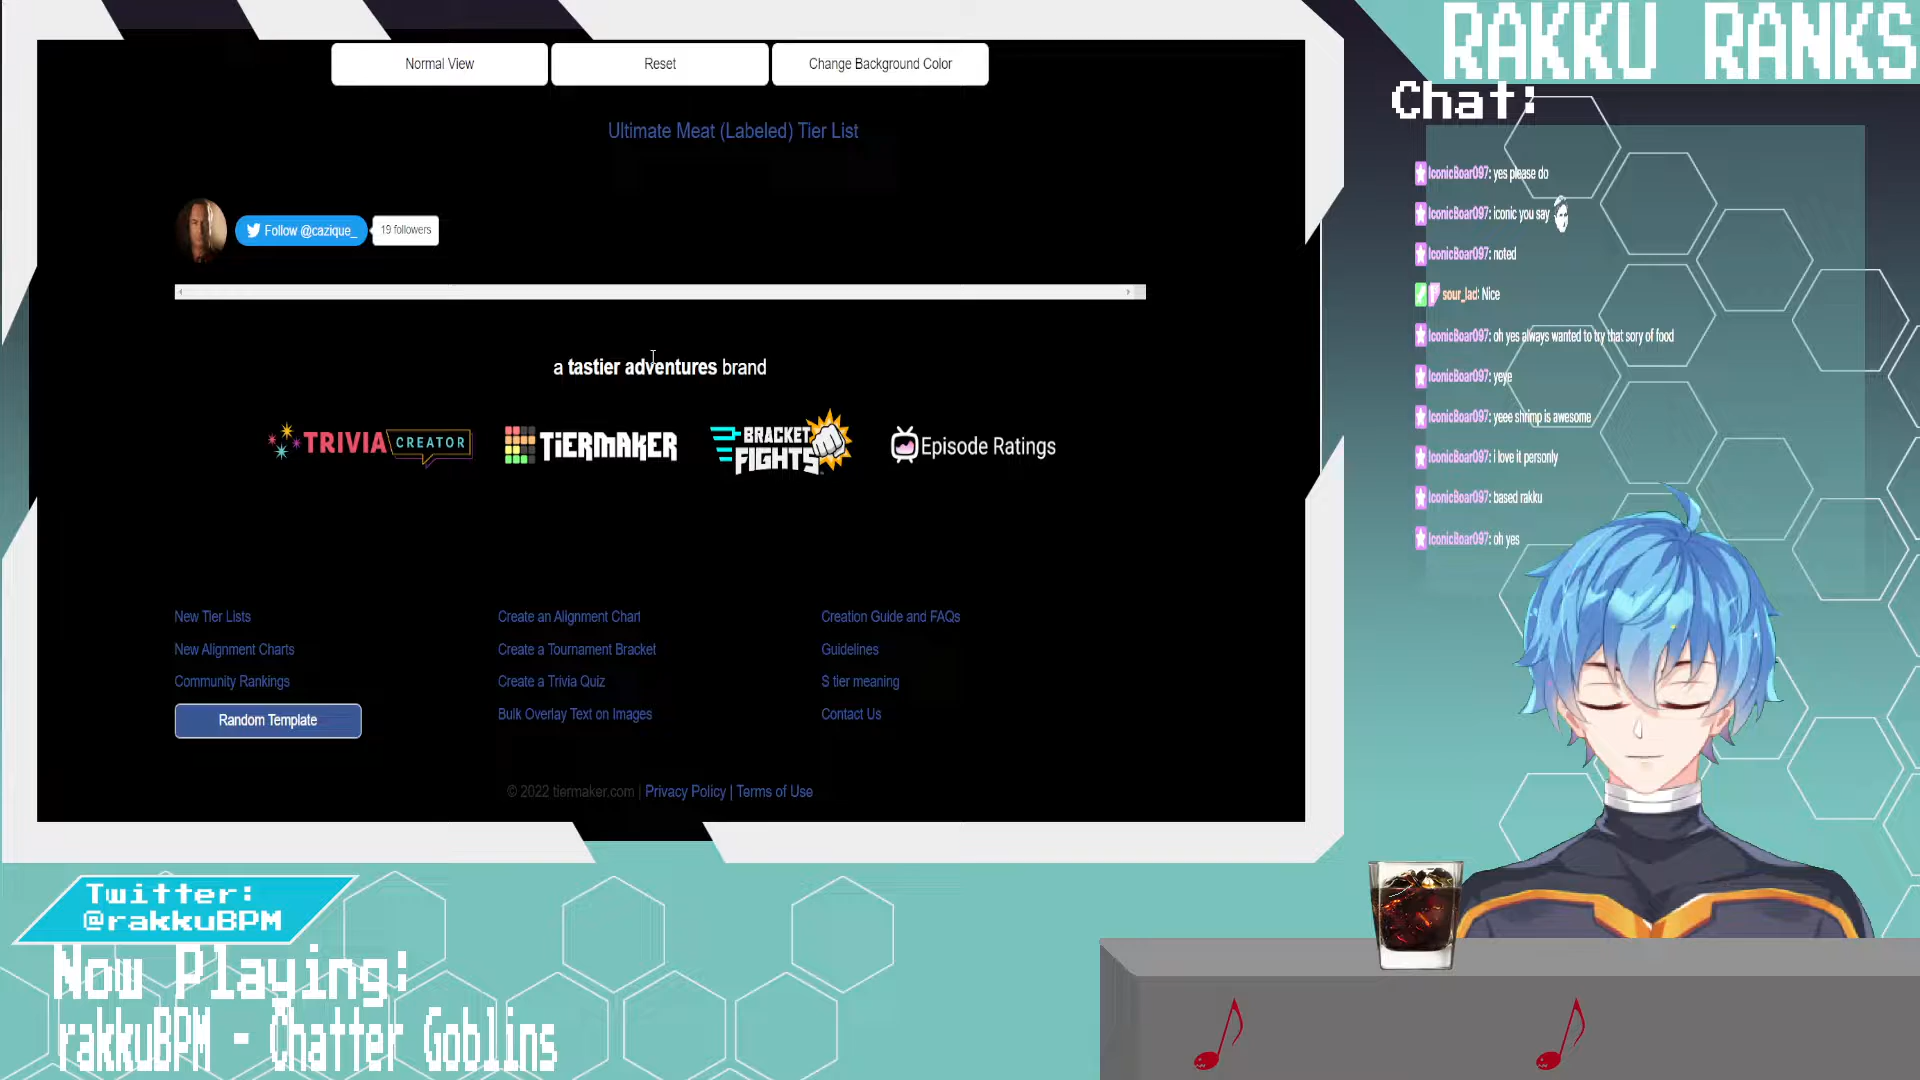 Normal View
Reset
Change Background Color
Ultimate Meat (Labeled) Tier List
Follow @cazique_
19 followers
a tastier adventures brand
TRIVIA CREATOR
TiERMAKER
BRACKET FIGHTS
Episode Ratings
New Tier Lists
New Alignment Charts
Community Rankings
Random Template
Create an Alignment Chart
Create a Tournament Bracket
Create a Trivia Quiz
Bulk Overlay Text on Images
Creation Guide and FAQs
Guidelines
S tier meaning
Contact Us
© 2022 tiermaker.com | Privacy Policy | Terms of Use
RAKKU RANKS
Chat:
IconicBoar097: yes please do
IconicBoar097: iconic you say
IconicBoar097: noted
sour_lad: Nice
IconicBoar097: oh yes always wanted to try that sory of food
IconicBoar097: yeye
IconicBoar097: yeee shrimp is awesome
IconicBoar097: i love it personly
IconicBoar097: based rakku
IconicBoar097: oh yes
Twitter:
@rakkuBPM
Now Playing:
rakkuBPM - Chatter Goblins